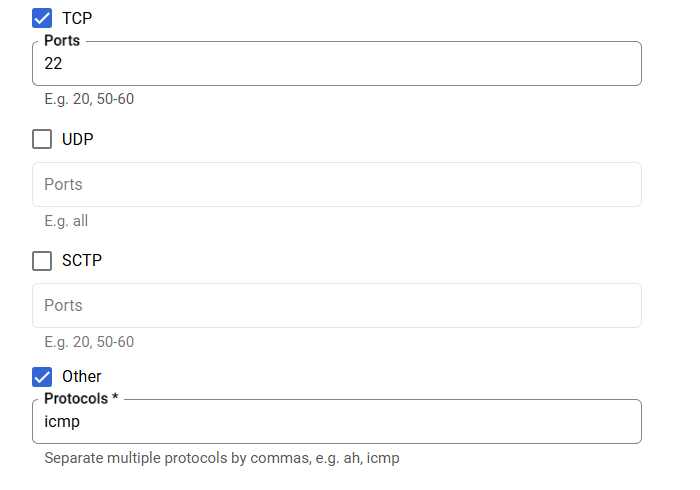 TCP
Ports
22
E.g. 20, 50-60
UDP
Ports
E.g. all
SCTP
Ports
E.g. 20, 50-60
Other
Protocols *
icmp
Separate multiple protocols by commas, e.g. ah, icmp